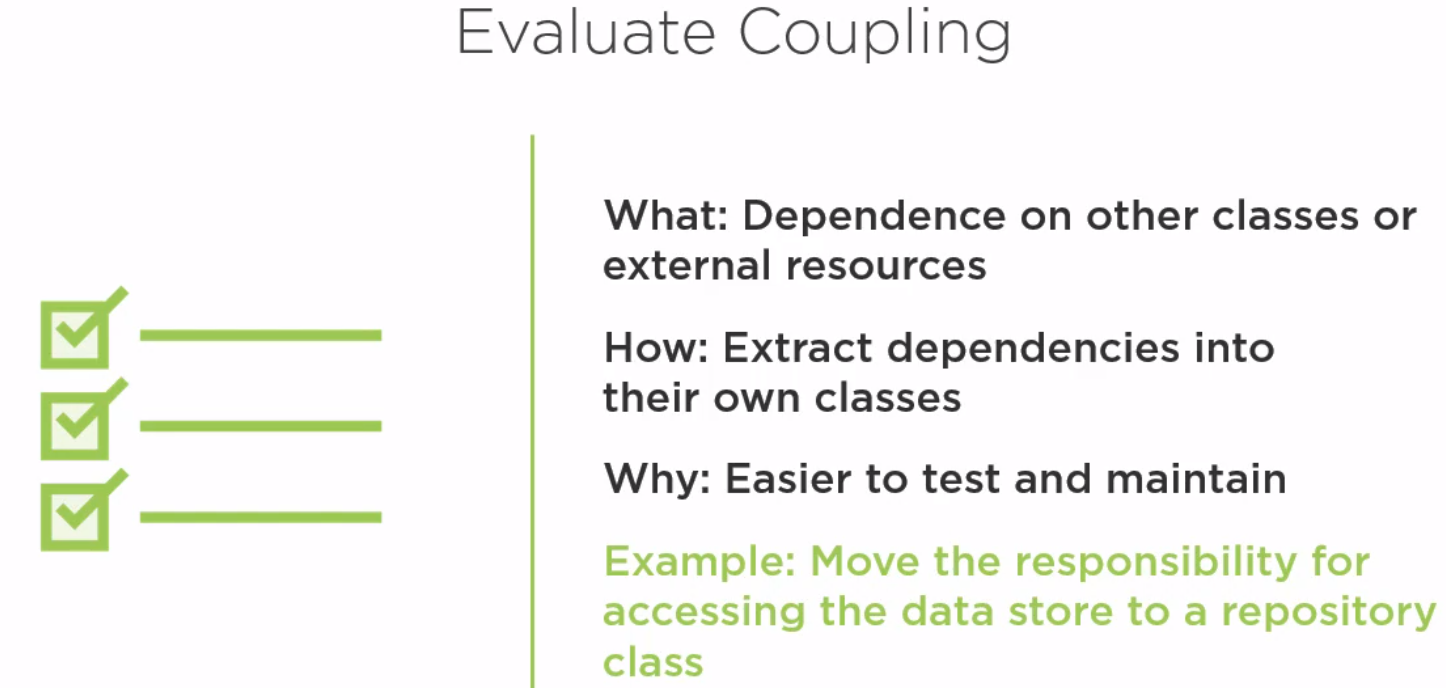 Evaluate Coupling
What: Dependence on other classes or
external resources
How: Extract dependencies into
their own classes
Why: Easier to test and maintain
Example: Move the responsibility for
accessing the data store to a repository
class